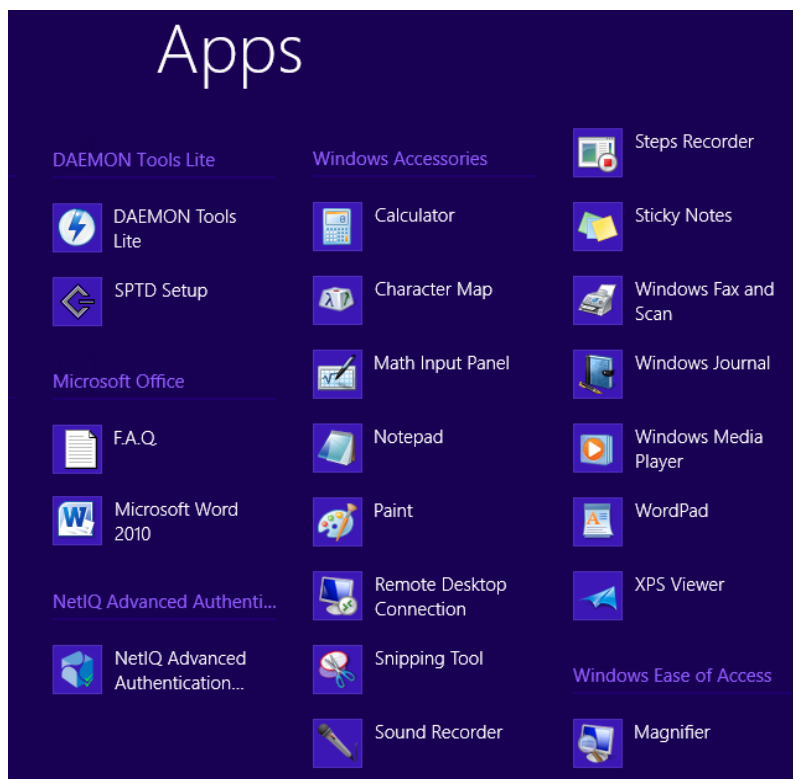 Apps
DAEMON Tools Lite
DAEMON Tools
Lite
SPTD Setup
Microsoft Office
F.A.Q.
Microsoft Word
2010
NetIQ Advanced Authenti...
NetIQ Advanced
Authentication...
Windows Accessories
Calculator
Character Map
Math Input Panel
Notepad
Paint
Remote Desktop
Connection
Snipping Tool
Sound Recorder
Steps Recorder
Sticky Notes
Windows Fax and
Scan
Windows Journal
Windows Media
Player
WordPad
XPS Viewer
Windows Ease of Access
Magnifier